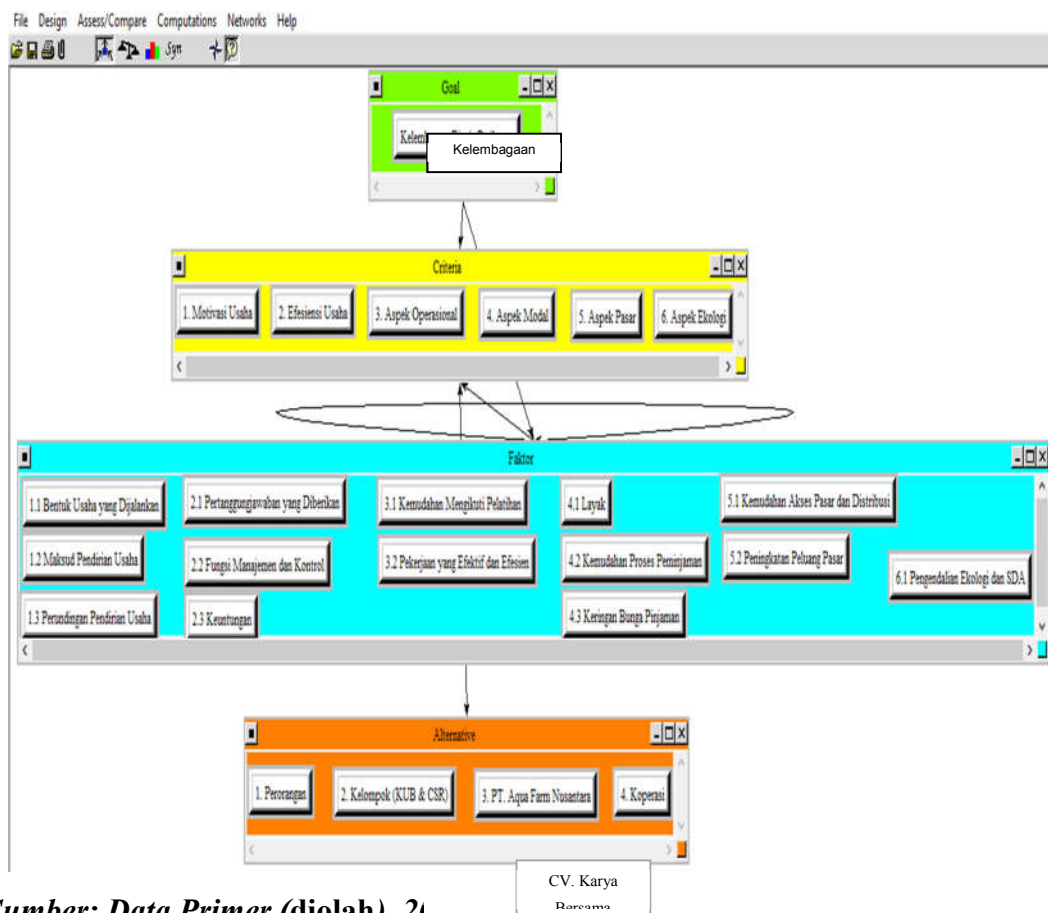 File Design Assess/Compare Computations Networks Help
Syn
Goal
Kelembagaan
Criteria
1. Motivasi Usaha 2. Efesiensi Usaha 3. Aspek Operasional 4. Aspek Modal 5. Aspek Pasar 6. Aspek Ekologi
Faktor
1.1 Bentuk Usaha yang Dijalankan 2.1 Pertanggungjawaban yang Diberikan 3.1 Kemudahan Mengikuti Pelatihan 4.1 Layak 5.1 Kemudahan Akses Pasar dan Distribusi
1.2 Maksud Pendirian Usaha 2.2 Fungsi Manajemen dan Kontrol 3.2 Pekerjaan yang Efektif dan Efesien 4.2 Kemudahan Proses Peminjaman 5.2 Peningkatan Peluang Pasar 6.1 Pengendalian Ekologi dan SDA
1.3 Perundingan Pendirian Usaha 2.3 Keuntungan 4.3 Keringan Bunga Pinjaman
Alternative
1. Perorangan 2. Kelompok (KUB & CSR) 3. PT. Aqua Farm Nusantara 4. Koperasi
CV. Karya
Bersama
Sumber: Data Primer (diolah), 20